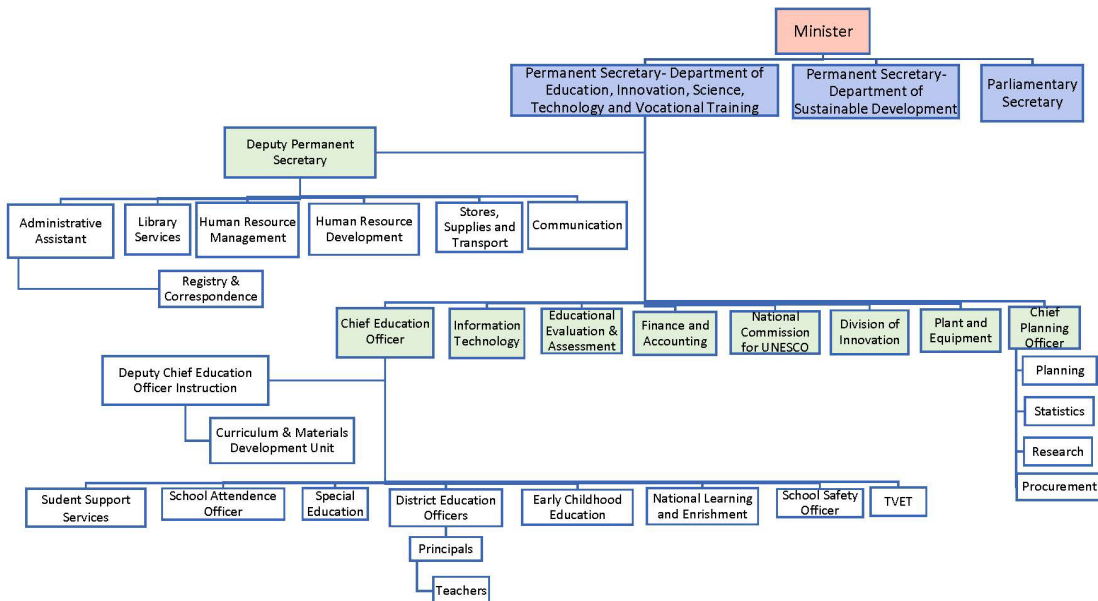 Minister
Permanent Secretary- Department of
Education, Innovation, Science,
Technology and Vocational Training
Permanent Secretary-
Department of
Sustainable Development
Parliamentary
Secretary
Deputy Permanent
Secretary
Administrative
Assistant
Library
Services
Human Resource
Management
Human Resource
Development
Stores,
Supplies and
Transport
Communication
Registry &
Correspondence
Chief Education
Officer
Information
Technology
Educational
Evaluation &
Assessment
Finance and
Accounting
National
Commission
for UNESCO
Division of
Innovation
Plant and
Equipment
Chief
Planning
Officer
Planning
Statistics
Research
Procurement
Deputy Chief Education
Officer Instruction
Curriculum & Materials
Development Unit
Sudent Support
Services
School Attendence
Officer
Special
Education
District Education
Officers
Early Childhood
Education
National Learning
and Enrishment
School Safety
Officer
TVET
Principals
Teachers